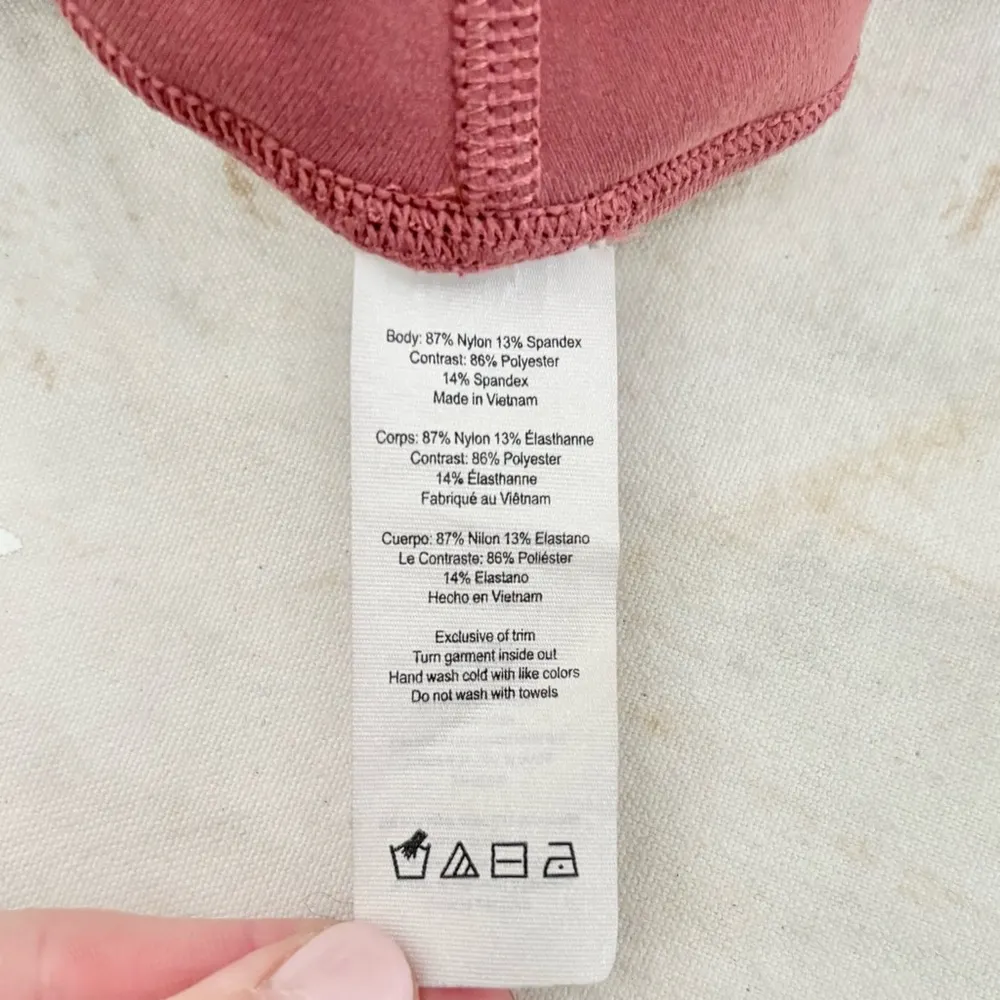 Body: 87% Nylon 13% Spandex
Contrast: 86% Polyester
14% Spandex
Made in Vietnam
Corps: 87% Nylon 13% Élasthanne
Contrast: 86% Polyester
14% Élasthanne
Fabriqué au Viêtnam
Cuerpo: 87% Nilon 13% Elastano
Le Contraste: 86% Poliéster
14% Elastano
Hecho en Vietnam
Exclusive of trim
Turn garment inside out
Hand wash cold with like colors
Do not wash with towels